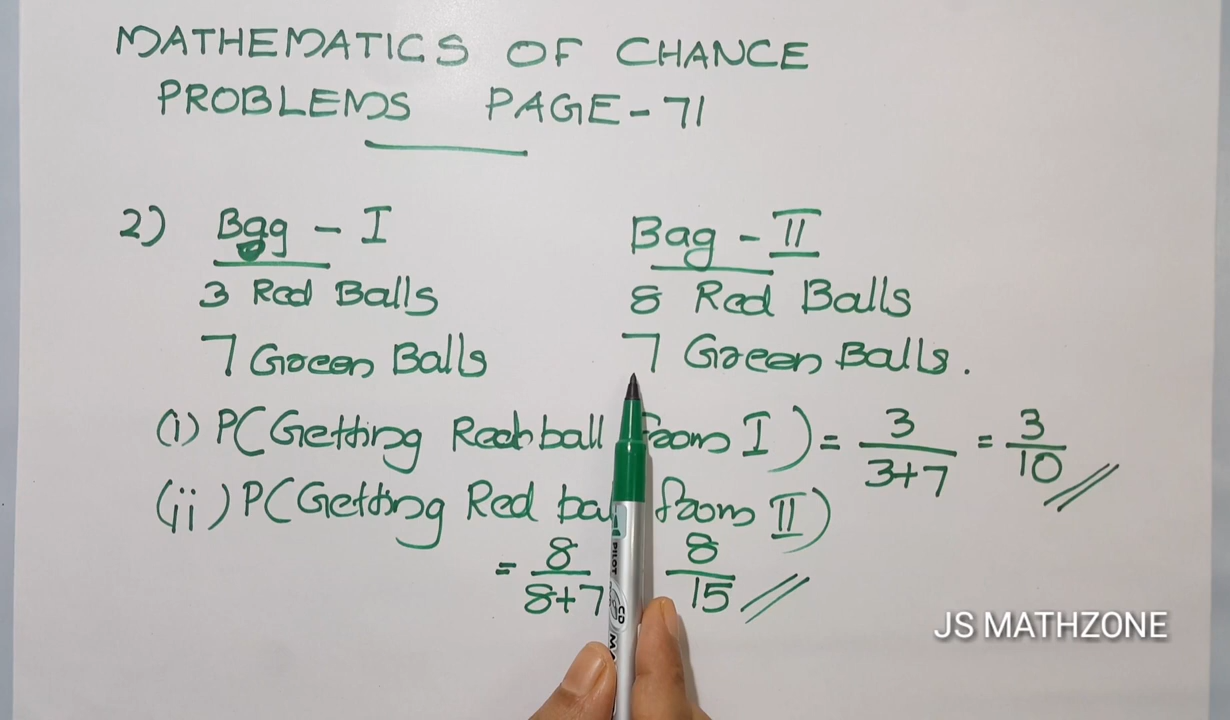 MATHEMATICS OF CHANCE
PROBLEMS PAGE-71
2) Bag - I
3 Red Balls
7 Green Balls
Bag - II
8 Red Balls
7 Green Balls.
(i) P(Getting Red ball from I) = 3/3+7 = 3/10 //
(ii) P(Getting Red from II)
= 8/8+7 8/15 //
JS MATHZONE
PILOT